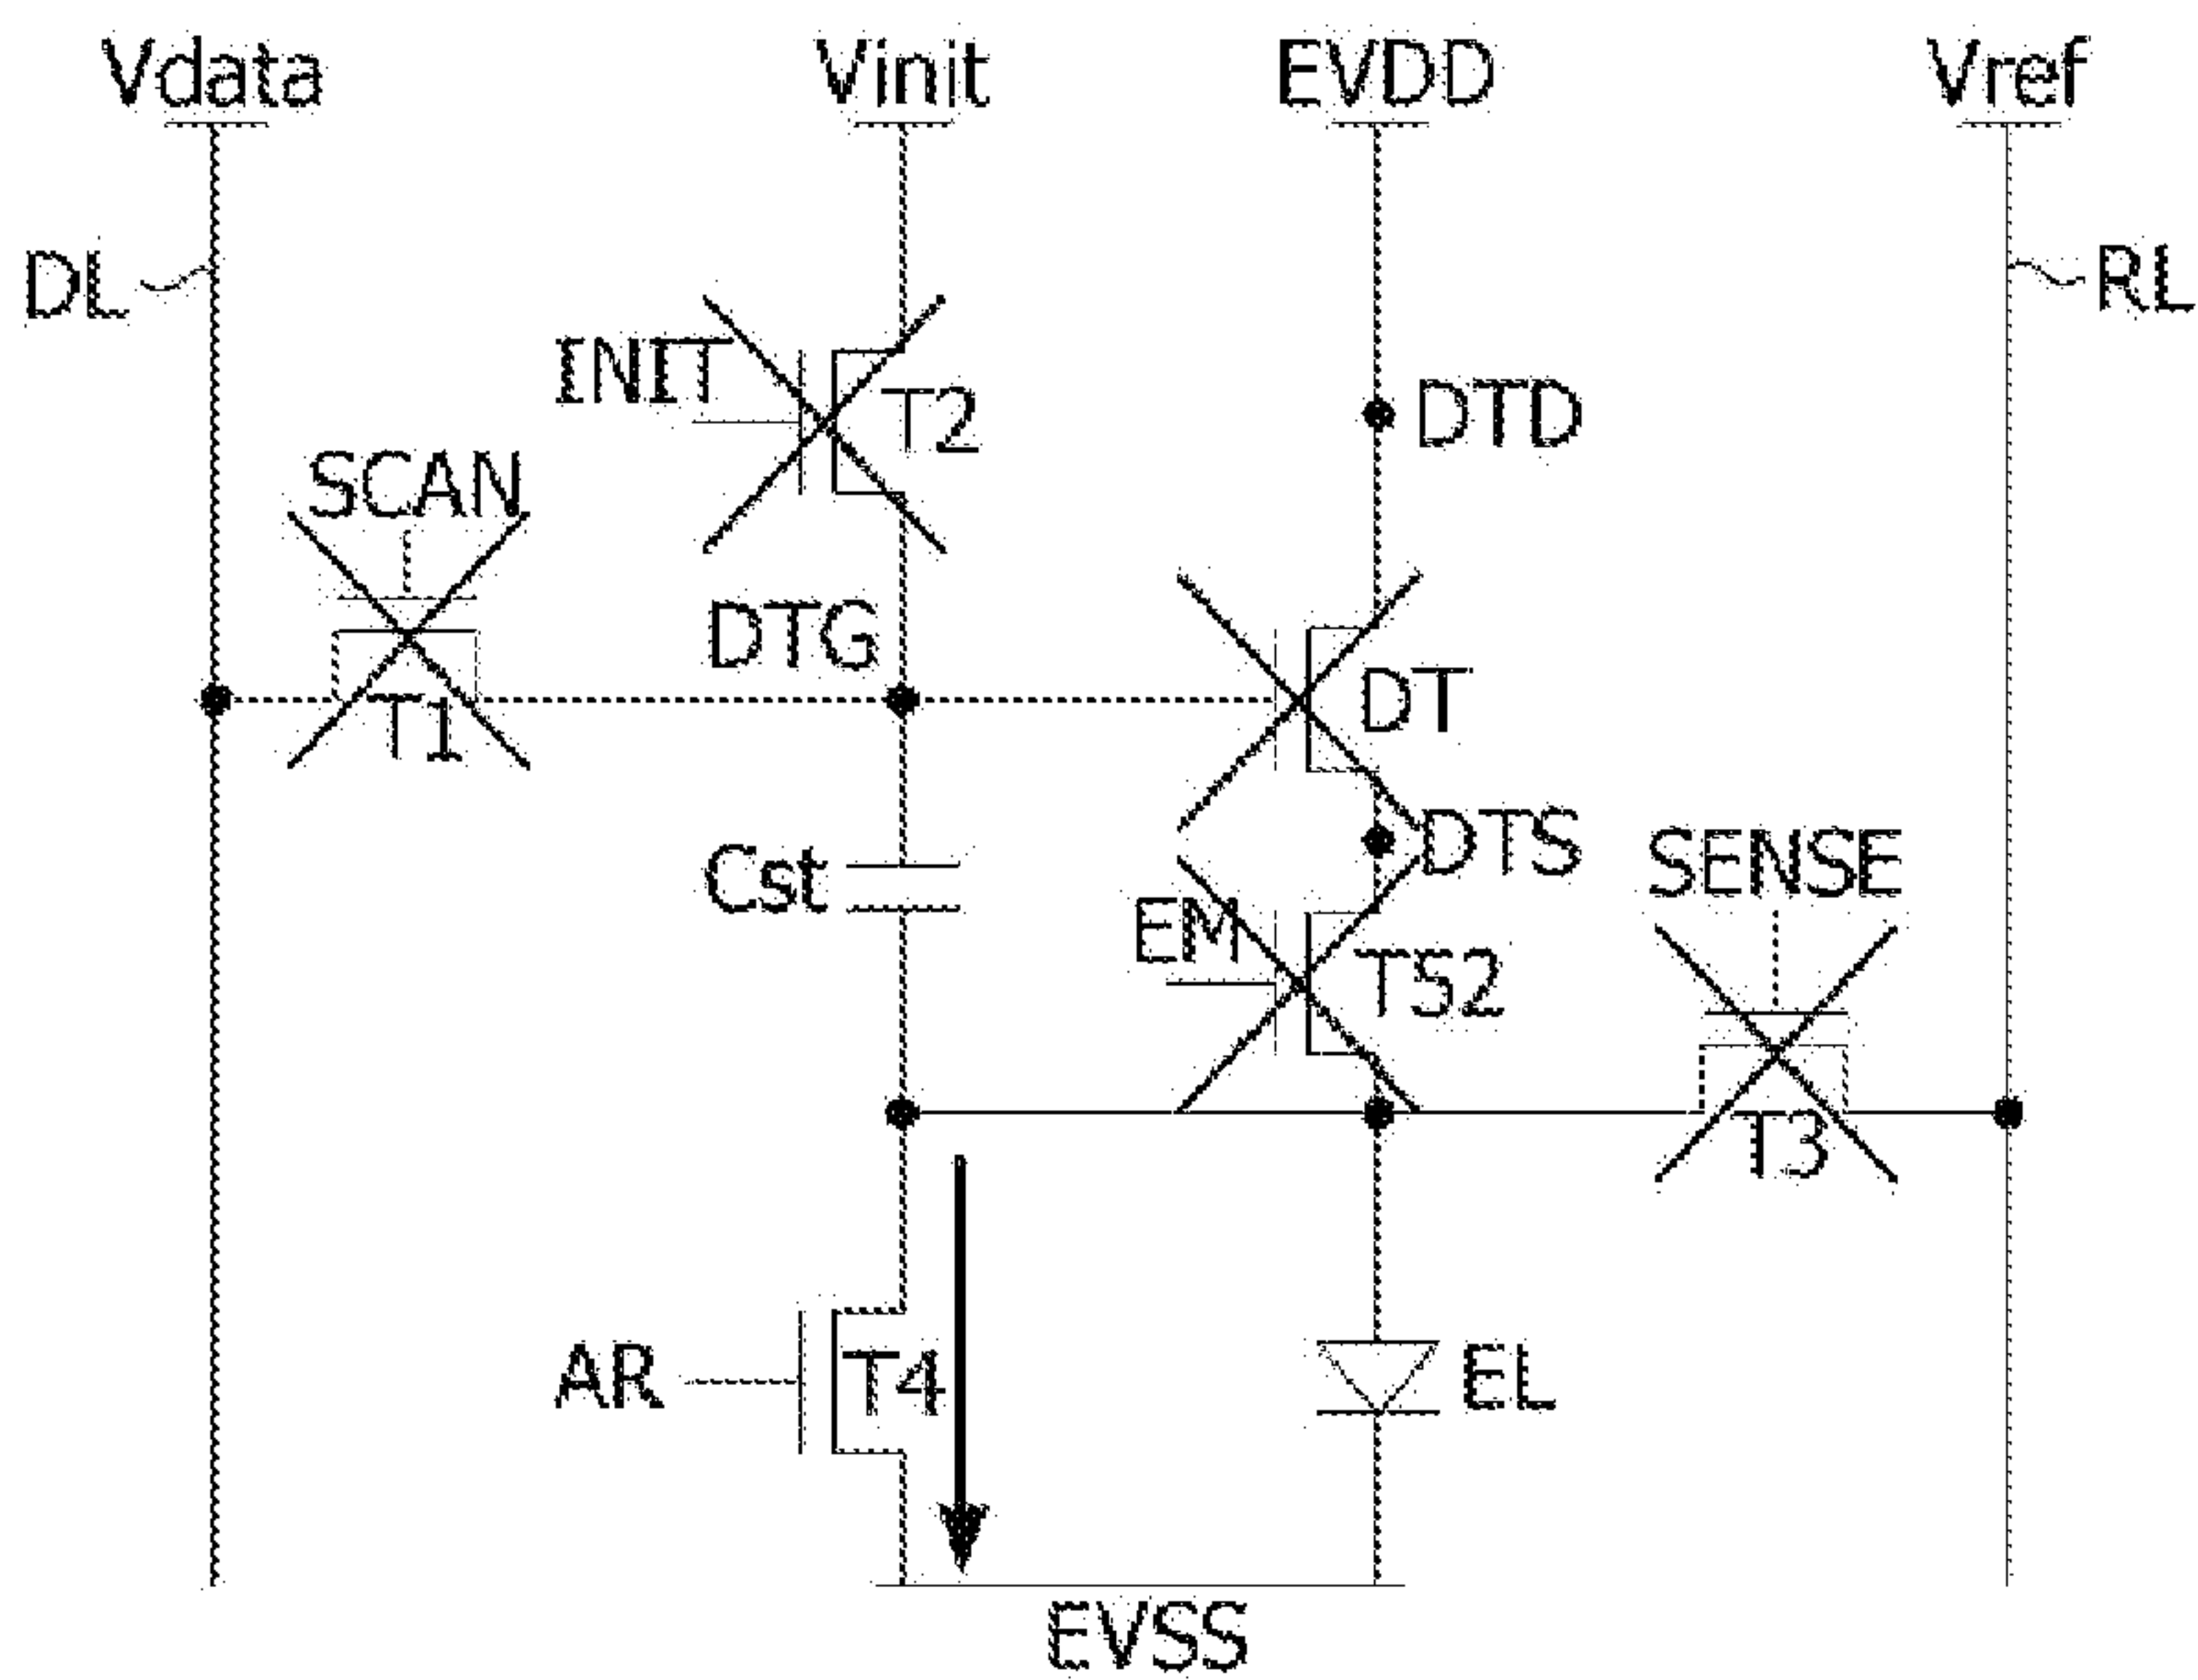 Vdata
Vinit
EVDD
Vref
DL
RL
INIT
T2
DTD
SCAN
DTG
T1
DT
DTS
Cst
SENSE
EM
TS2
T3
AR
T4
EL
EVSS